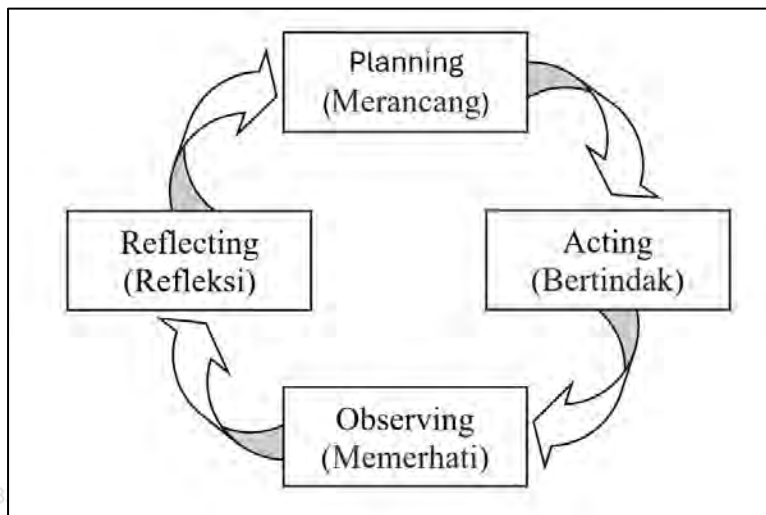 Planning
(Merancang)
Reflecting
(Refleksi)
Acting
(Bertindak)
Observing
(Memerhati)